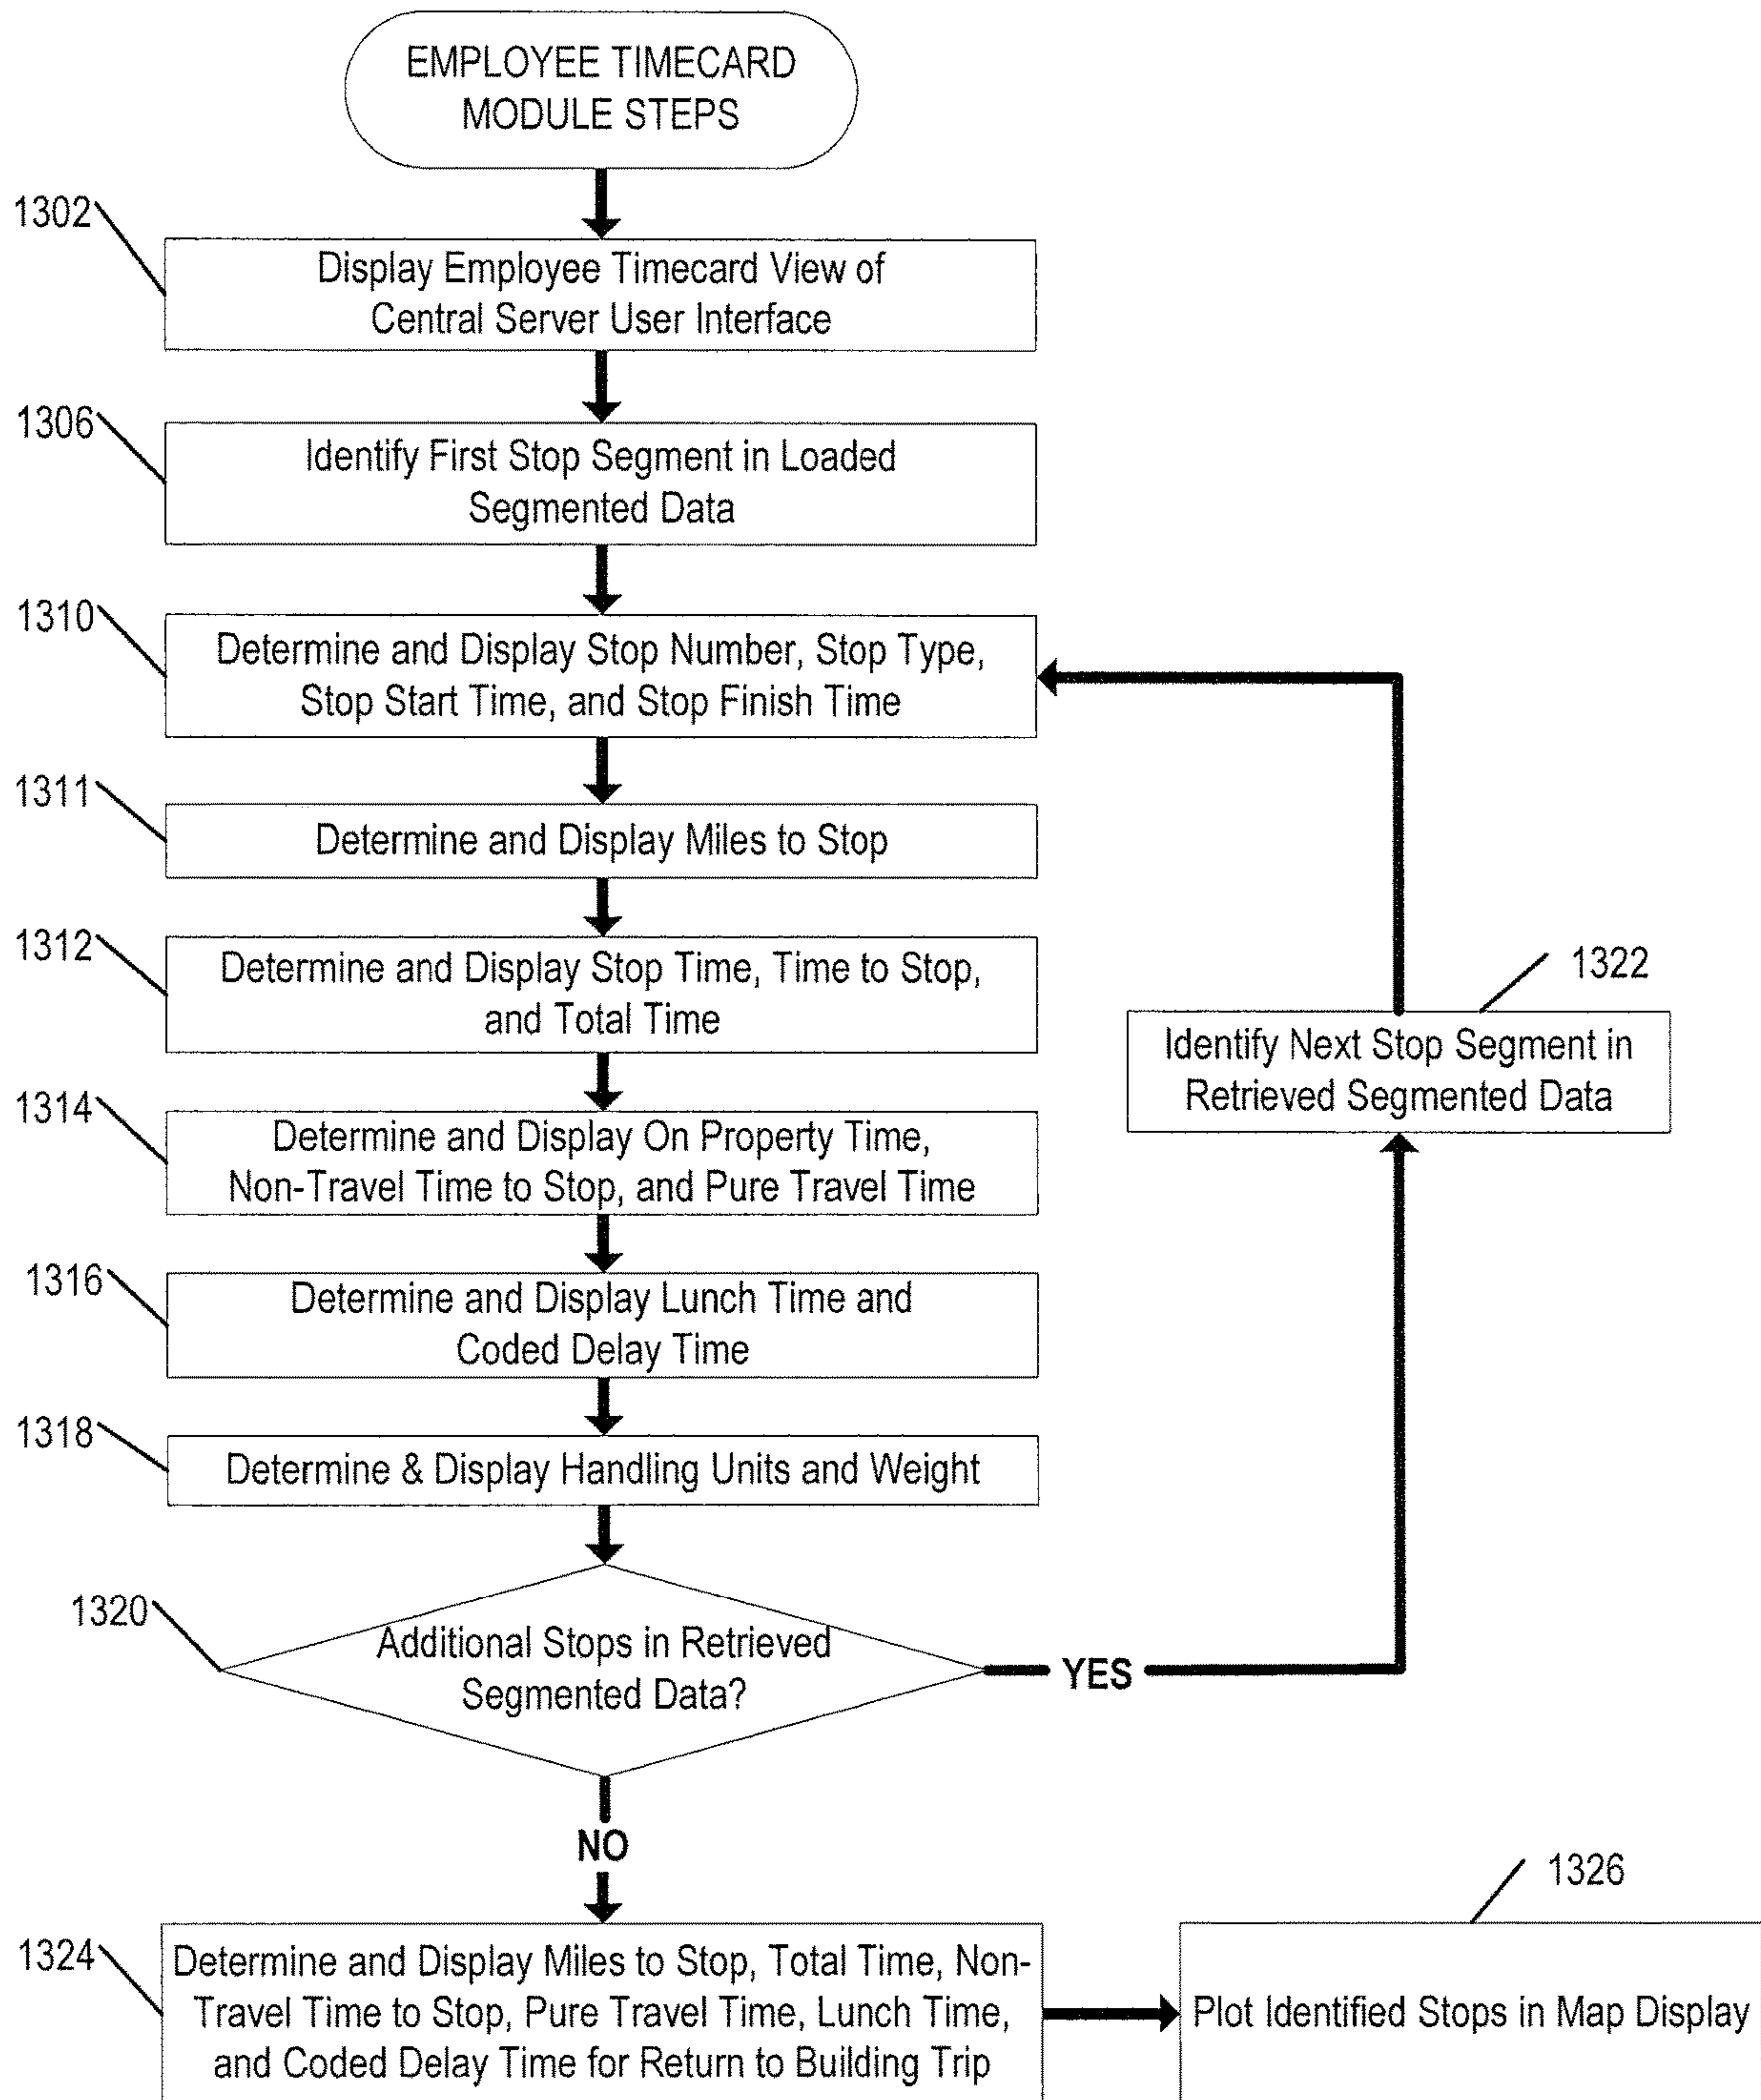 EMPLOYEE TIMECARD
MODULE STEPS
1302
Display Employee Timecard View of
Central Server User Interface
1306
Identify First Stop Segment in Loaded
Segmented Data
1310
Determine and Display Stop Number, Stop Type,
Stop Start Time, and Stop Finish Time
1311
Determine and Display Miles to Stop
1312
Determine and Display Stop Time, Time to Stop,
and Total Time
1322
Identify Next Stop Segment in
Retrieved Segmented Data
1314
Determine and Display On Property Time,
Non-Travel Time to Stop, and Pure Travel Time
1316
Determine and Display Lunch Time and
Coded Delay Time
1318
Determine & Display Handling Units and Weight
1320
Additional Stops in Retrieved
Segmented Data?
YES
NO
1324
Determine and Display Miles to Stop, Total Time, Non-
Travel Time to Stop, Pure Travel Time, Lunch Time,
and Coded Delay Time for Return to Building Trip
1326
Plot Identified Stops in Map Display